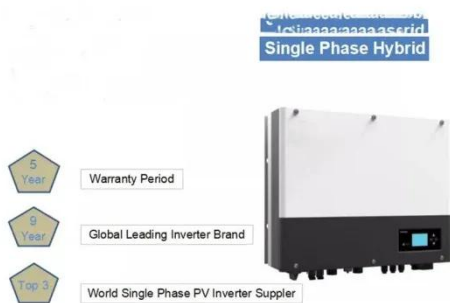 Single Phase Hybrid
5
Year
Warranty Period
9
Year
Global Leading Inverter Brand
Top 3
World Single Phase PV Inverter Suppler